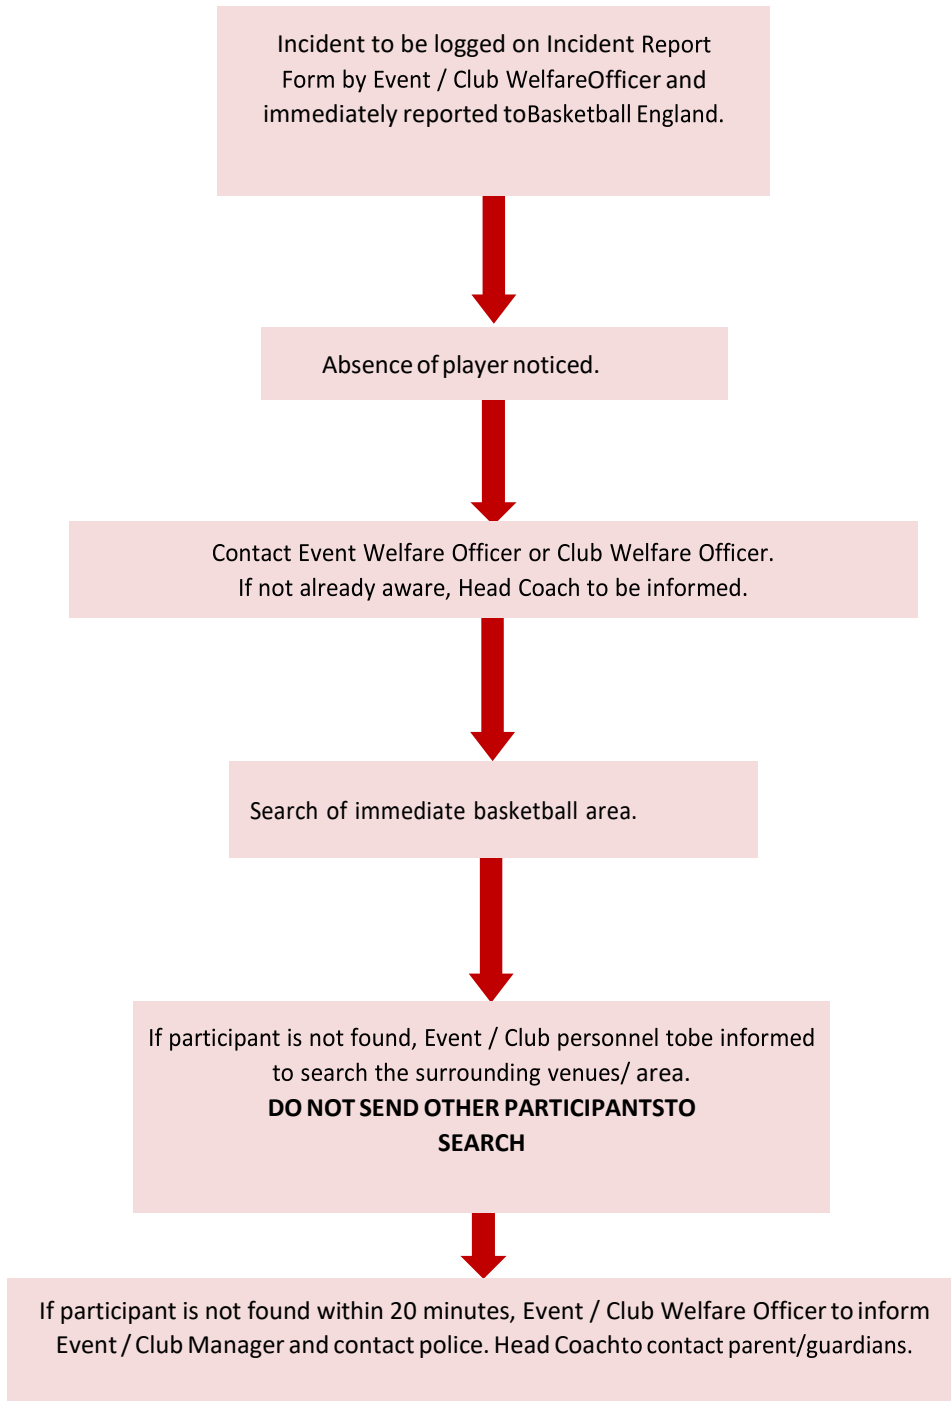 Incident to be logged on Incident Report
Form by Event / Club WelfareOfficer and
immediately reported toBasketball England.
Absence of player noticed.
Contact Event Welfare Officer or Club Welfare Officer.
If not already aware, Head Coach to be informed.
Search of immediate basketball area.
If participant is not found, Event / Club personnel tobe informed
to search the surrounding venues/ area.
DO NOT SEND OTHER PARTICIPANTSTO
SEARCH
If participant is not found within 20 minutes, Event / Club Welfare Officer to inform
Event / Club Manager and contact police. Head Coachto contact parent/guardians.